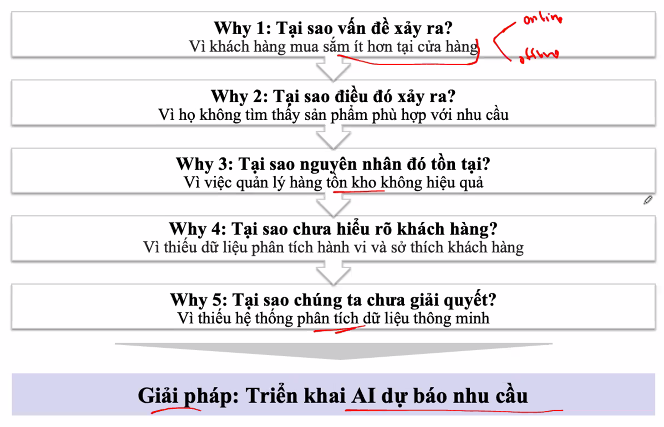 Why 1: Tại sao vấn đề xảy ra?
Vì khách hàng mua sắm ít hơn tại cửa hàng
online
offline
Why 2: Tại sao điều đó xảy ra?
Vì họ không tìm thấy sản phẩm phù hợp với nhu cầu
Why 3: Tại sao nguyên nhân đó tồn tại?
Vì việc quản lý hàng tồn kho không hiệu quả
Why 4: Tại sao chưa hiểu rõ khách hàng?
Vì thiếu dữ liệu phân tích hành vi và sở thích khách hàng
Why 5: Tại sao chúng ta chưa giải quyết?
Vì thiếu hệ thống phân tích dữ liệu thông minh
Giải pháp: Triển khai AI dự báo nhu cầu